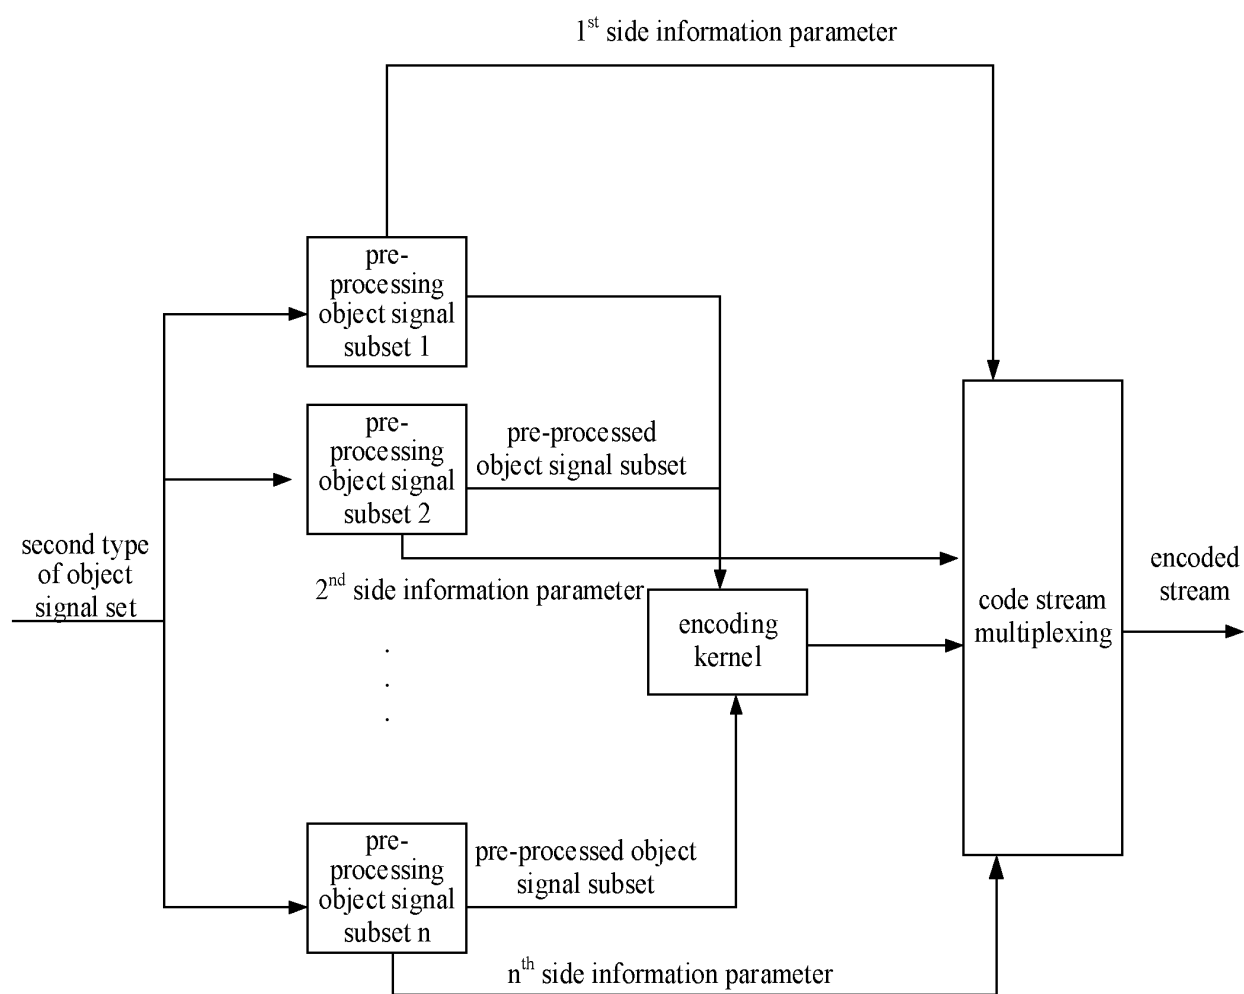 1st side information parameter
pre-
processing
object signal
subset 1
pre-
processing
object signal
subset 2
pre-processed
object signal subset
second type
of object
signal set
2nd side information parameter
encoding
kernel
code stream
multiplexing
encoded
stream
.
.
.
pre-
processing
object signal
subset n
pre-processed object
signal subset
nth side information parameter